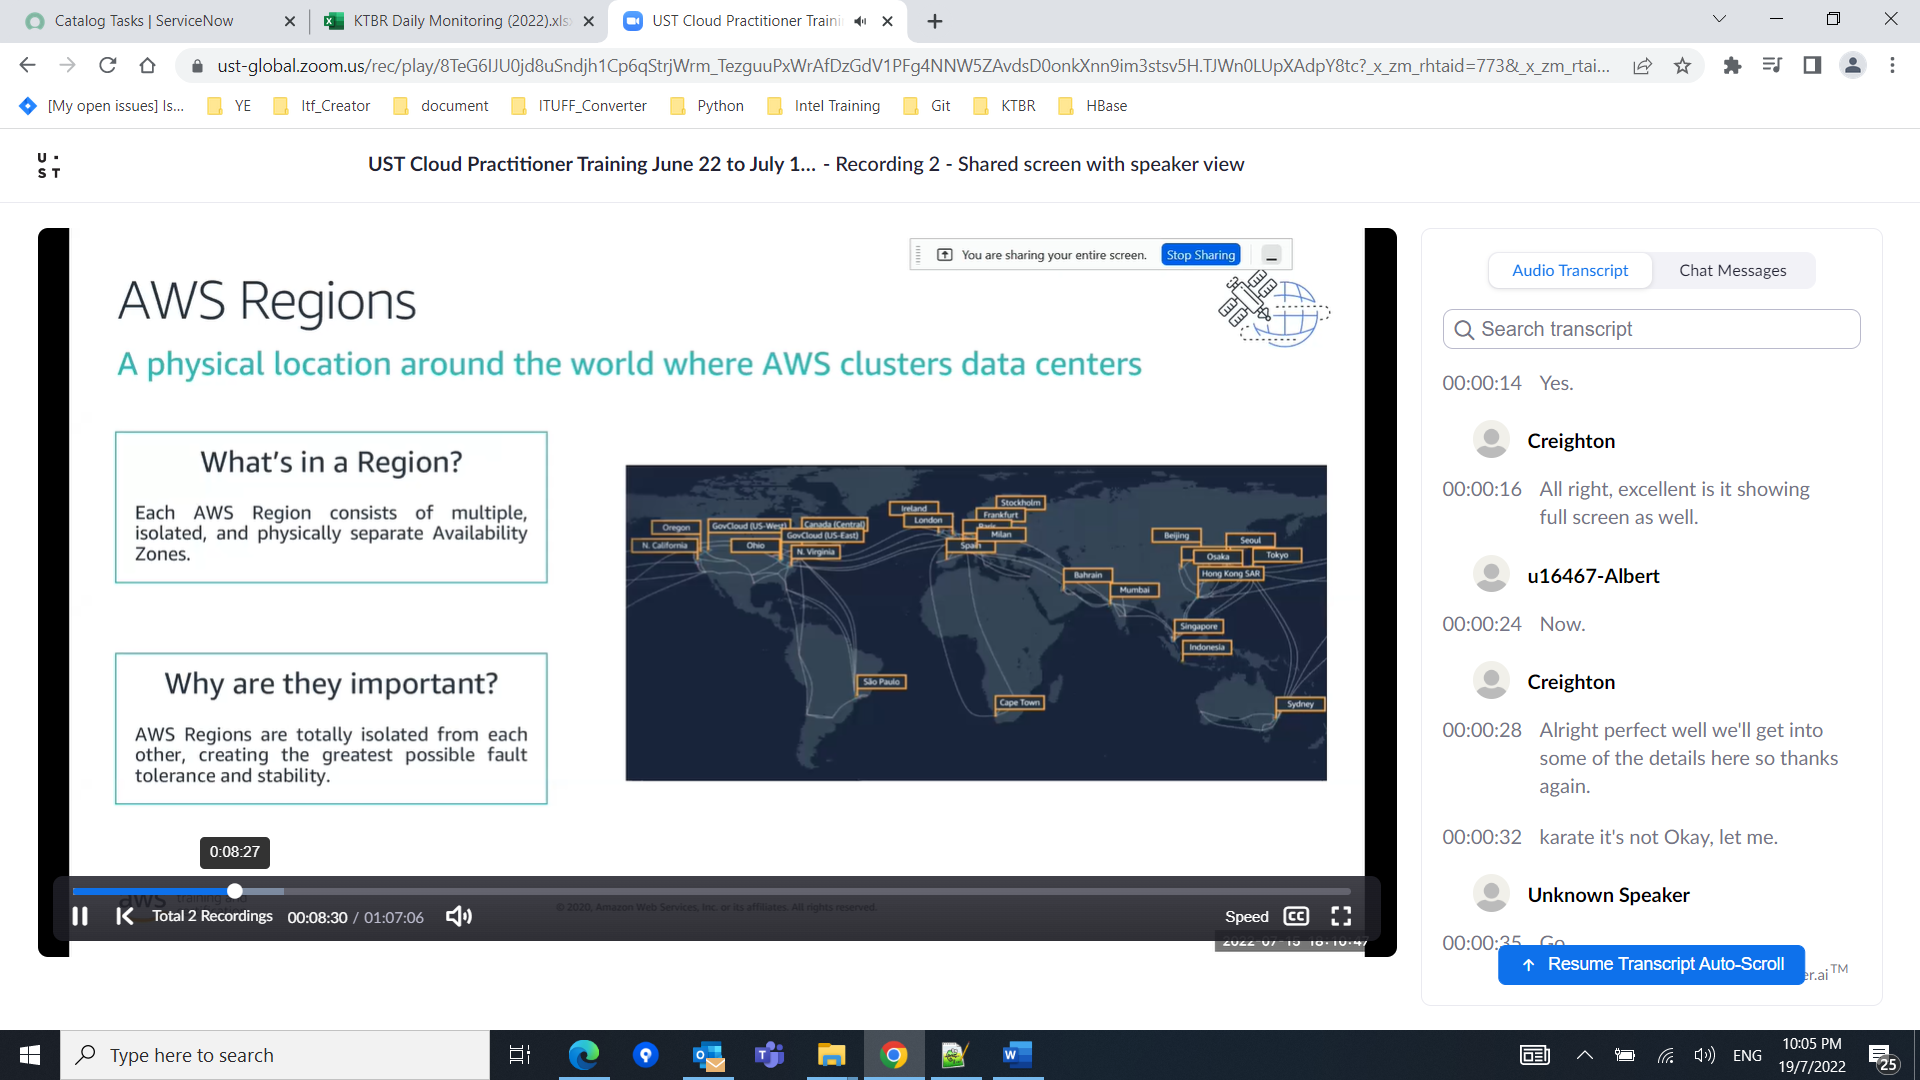 Catalog Tasks | ServiceNow
KTBR Daily Monitoring (2022).xls
UST Cloud Practitioner Traini
ust-global.zoom.us/rec/play/8TeG6IJU0jd8uSndjh1Cp6qStrjWrm_TezguuPxWrAfDzGdV1PFg4NNW5ZAvdsD0onkXnn9im3stsv5H.TJWn0LUpXAdpY8tc?_x_zm_rhtaid=773&_x_zm_rtai...
[My open issues] Is...
YE
Itf_Creator
document
ITUFF_Converter
Python
Intel Training
Git
KTBR
HBase
U·
ST
UST Cloud Practitioner Training June 22 to July 1... - Recording 2 - Shared screen with speaker view
You are sharing your entire screen.
Stop Sharing
AWS Regions
A physical location around the world where AWS clusters data centers
What's in a Region?
Each AWS Region consists of multiple,
isolated, and physically separate Availability
Zones.
Why are they important?
AWS Regions are totally isolated from each
other, creating the greatest possible fault
tolerance and stability.
Oregon
N. California
GovCloud (US-West)
Ohio
Canada (Central)
GovCloud (US-East)
N. Virginia
São Paulo
Ireland
London
Stockholm
Frankfurt
Paris
Milan
Spain
Cape Town
Bahrain
Mumbai
Beijing
Seoul
Osaka
Tokyo
Hong Kong SAR
Singapore
Indonesia
Sydney
0:08:27
aws training and
© 2020, Amazon Web Services, Inc. or its affiliates. All rights reserved.
Total 2 Recordings
00:08:30 / 01:07:06
Speed
CC
2022-07-15 18:10:47
Audio Transcript
Chat Messages
Search transcript
00:00:14 Yes.
Creighton
00:00:16 All right, excellent is it showing
full screen as well.
u16467-Albert
00:00:24 Now.
Creighton
00:00:28 Alright perfect well we'll get into
some of the details here so thanks
again.
00:00:32 karate it's not Okay, let me.
Unknown Speaker
00:00:35 Go
Resume Transcript Auto-Scroll
er.ai™
Type here to search
ENG
10:05 PM
19/7/2022
25